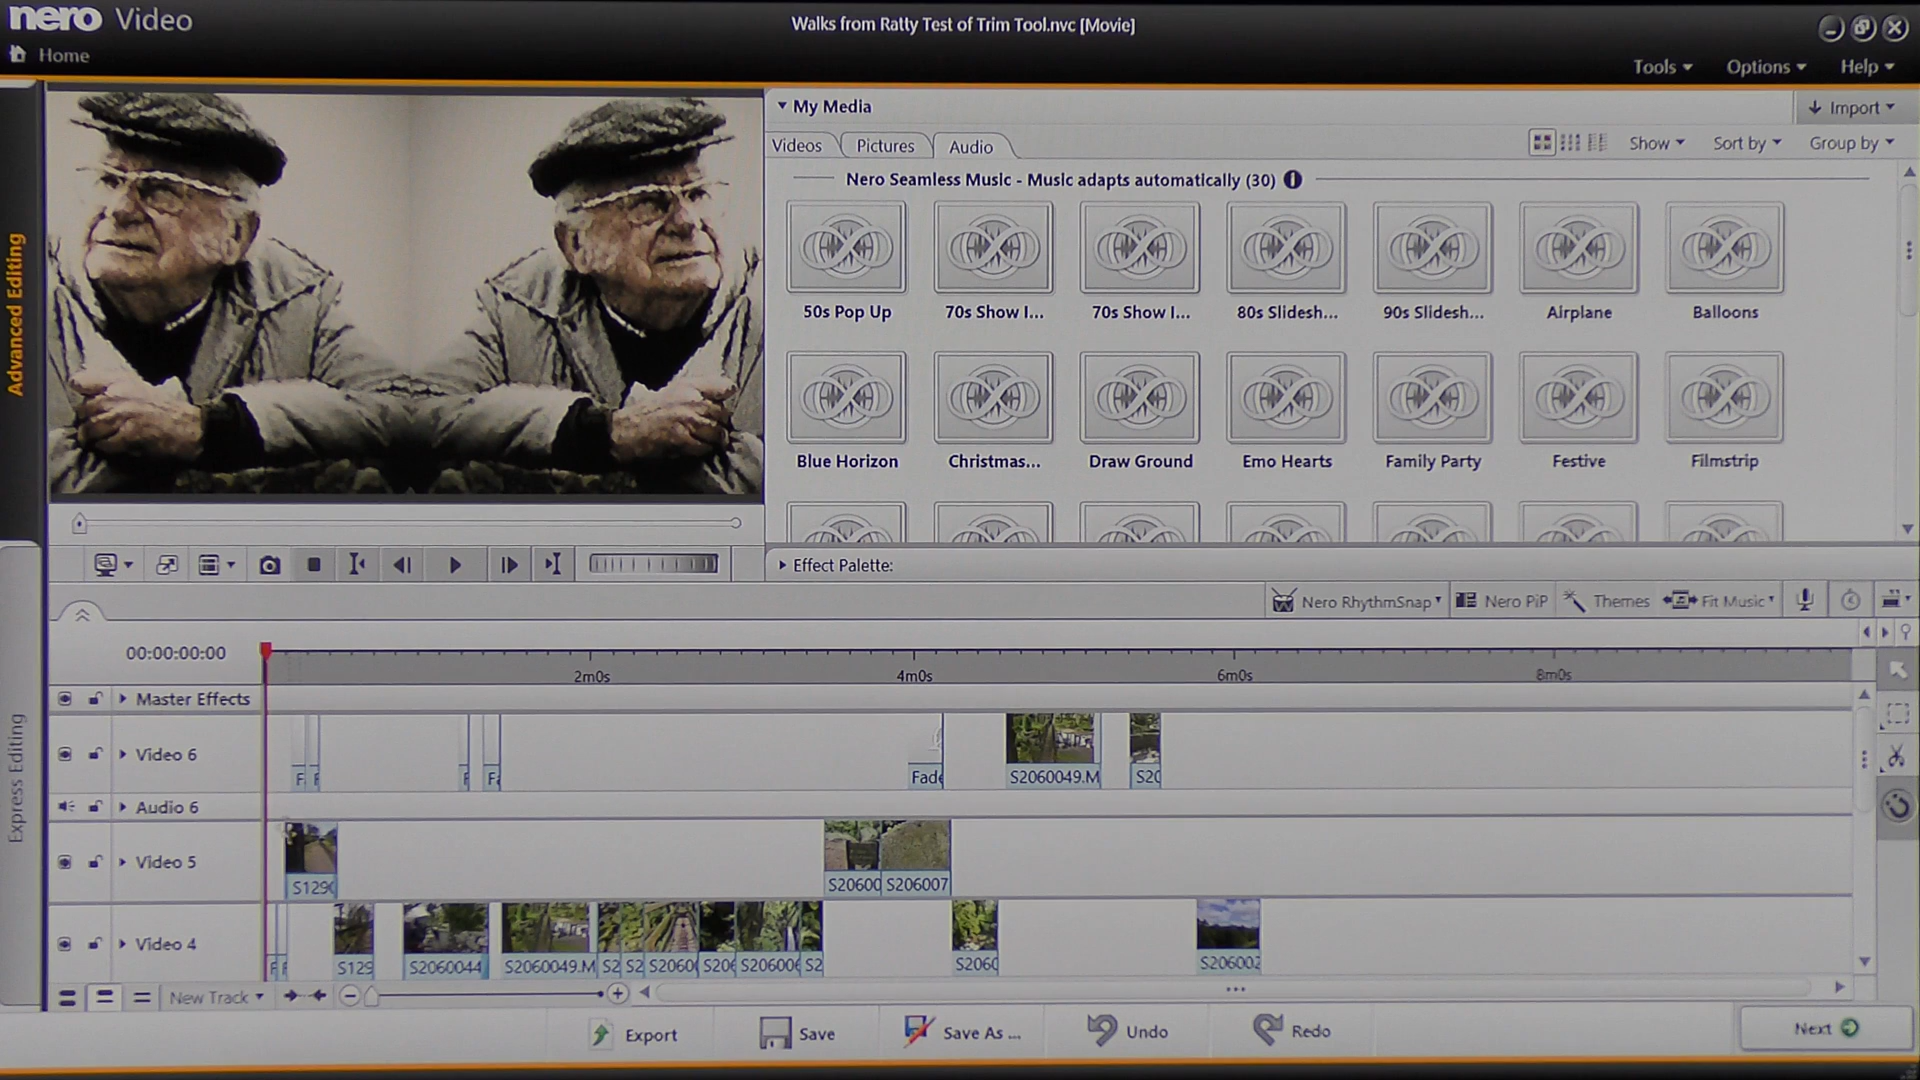 nero Video
Walks from Ratty Test of Trim Tool.nvc [Movie]
Home
Tools
Options
Help
My Media
Import
Videos
Pictures
Audio
Show
Sort by
Group by
Nero Seamless Music - Music adapts automatically (30)
50s Pop Up
70s Show I...
70s Show I...
80s Slidesh...
90s Slidesh...
Airplane
Balloons
Blue Horizon
Christmas...
Draw Ground
Emo Hearts
Family Party
Festive
Filmstrip
Advanced Editing
Express Editing
Effect Palette:
Nero RhythmSnap
Nero PiP
Themes
Fit Music
00:00:00:00
2m0s
4m0s
6m0s
8m0s
Master Effects
Video 6
F
F
F
Fa
Fade
S2060049.M
S20
Audio 6
Video 5
S129
S20600
S206007
Video 4
F
F
S129
S2060044
S2060049.M
S2
S2
S2060
S206
S206006
S2
S206
S206002
New Track
Export
Save
Save As ...
Undo
Redo
Next